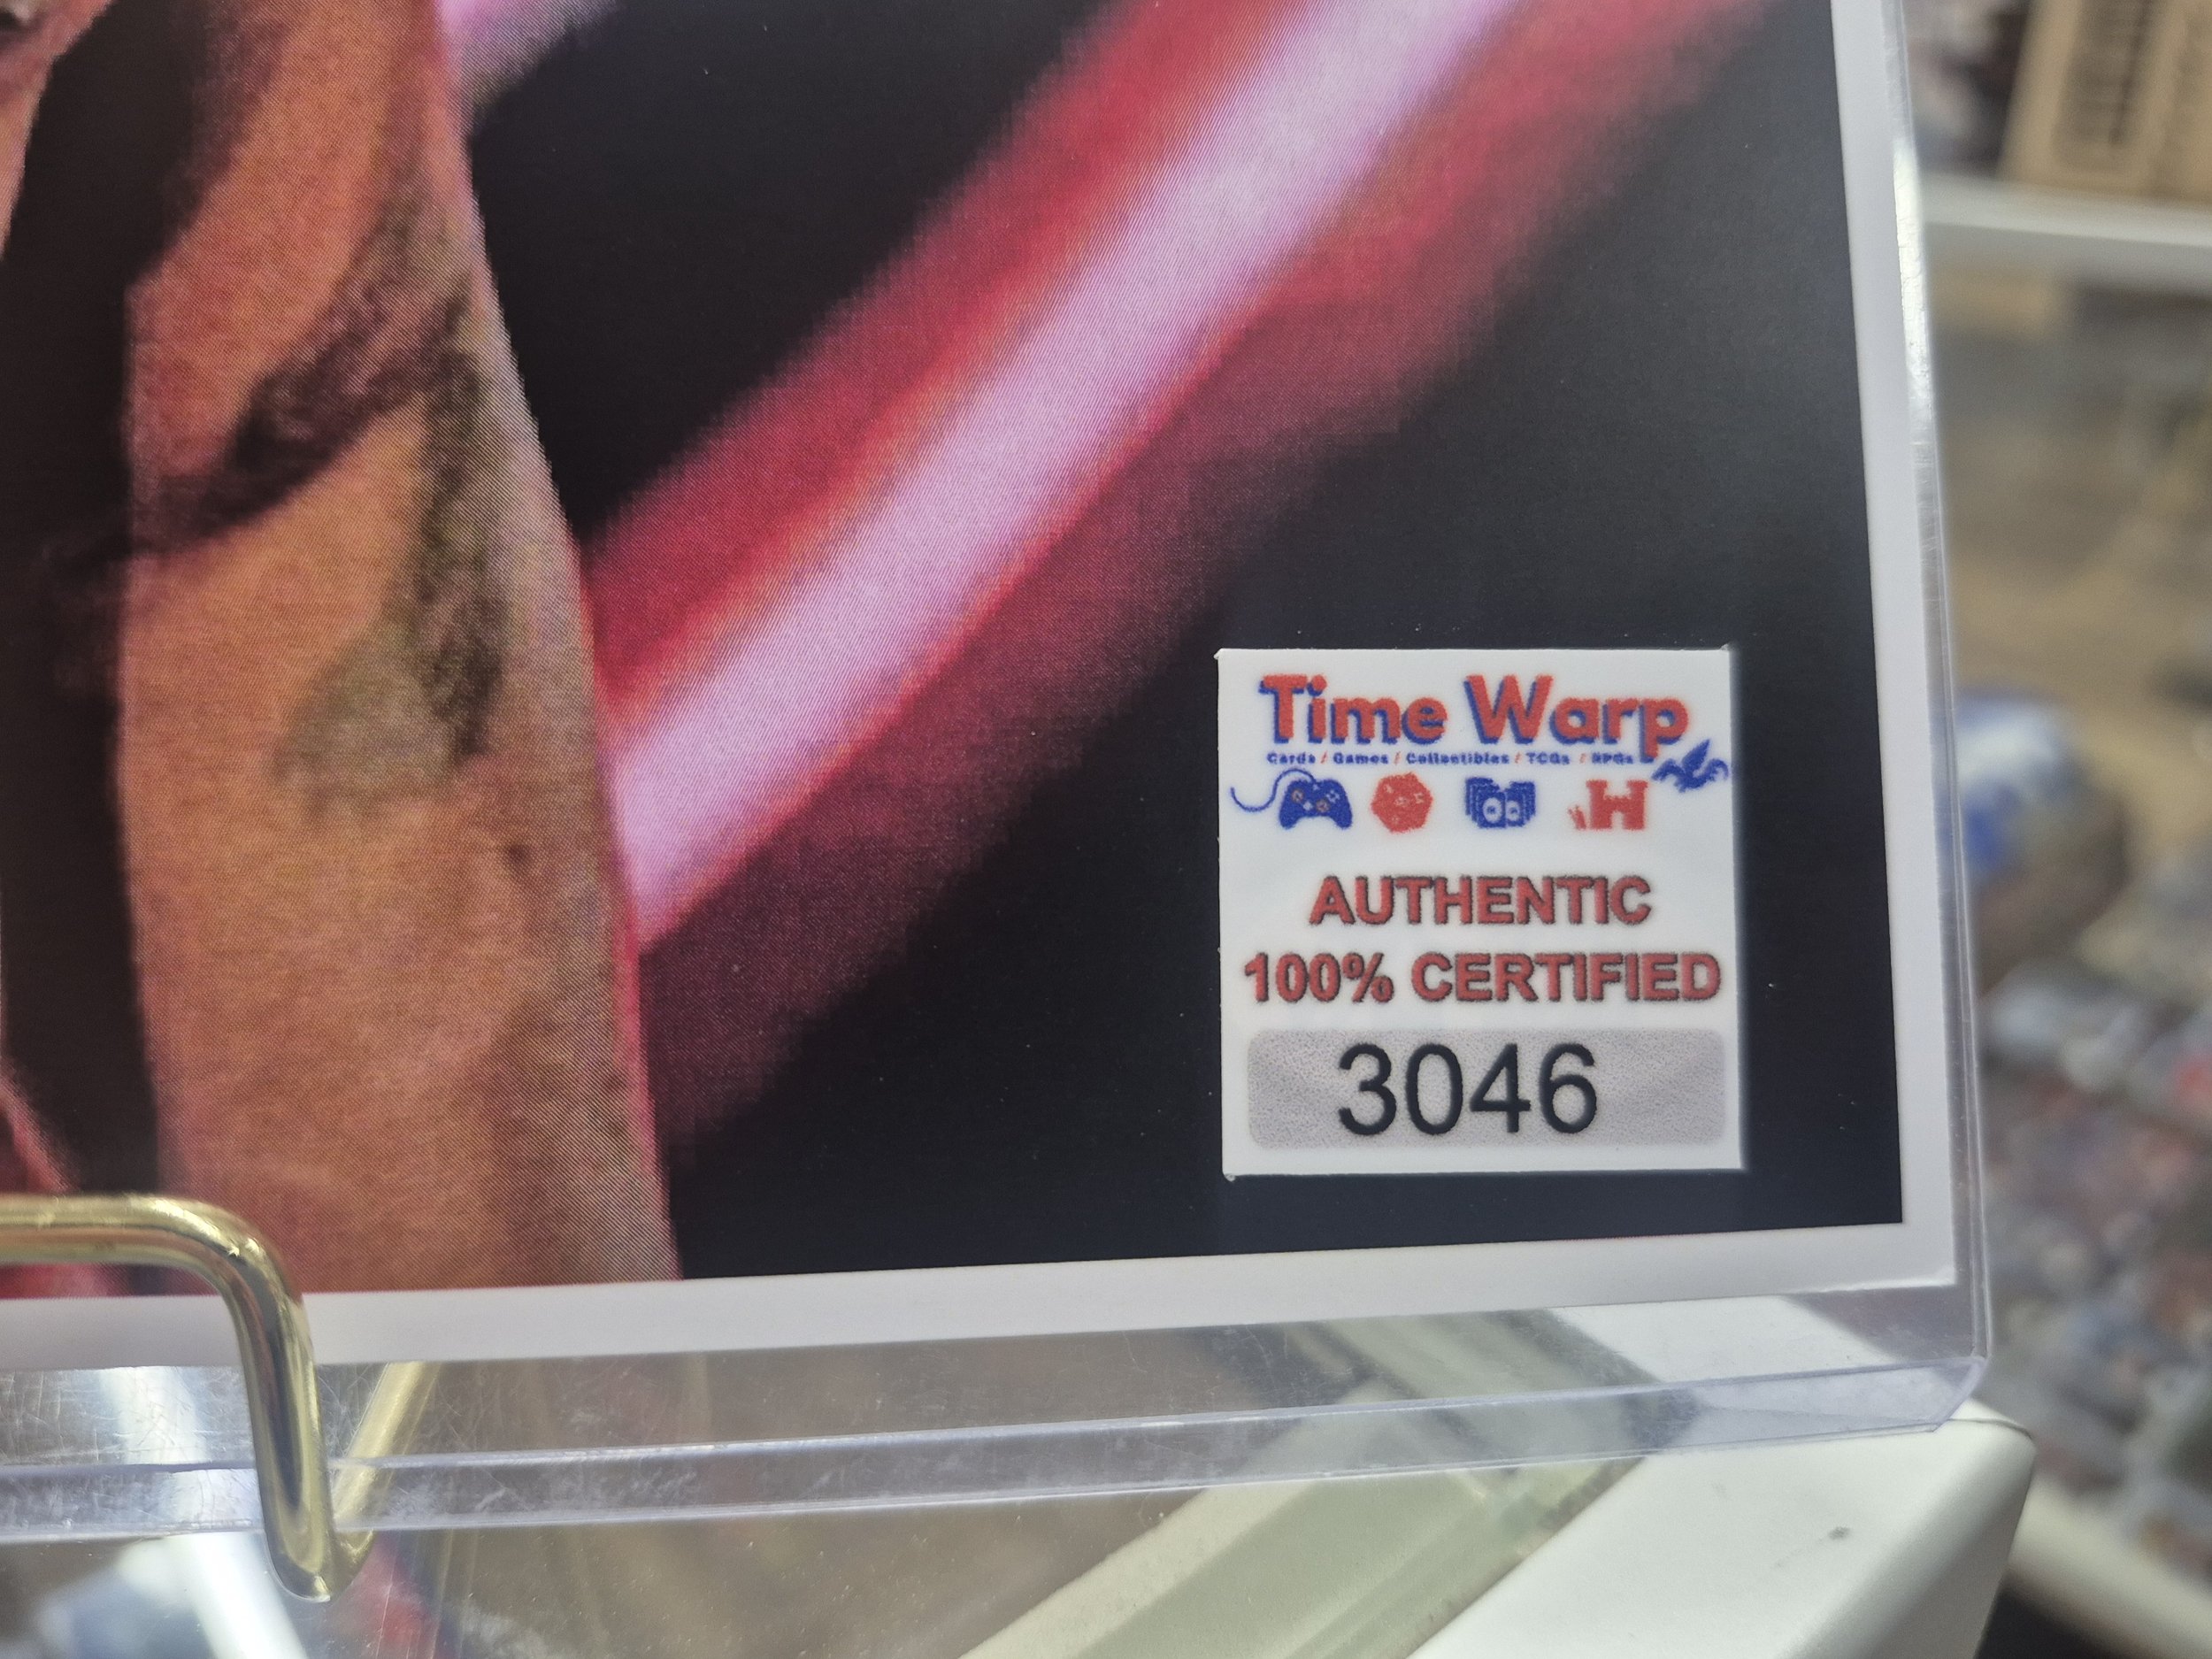 Time Warp
Cards / Games / Collectibles / TCGs / RPGs
AUTHENTIC
100% CERTIFIED
3046